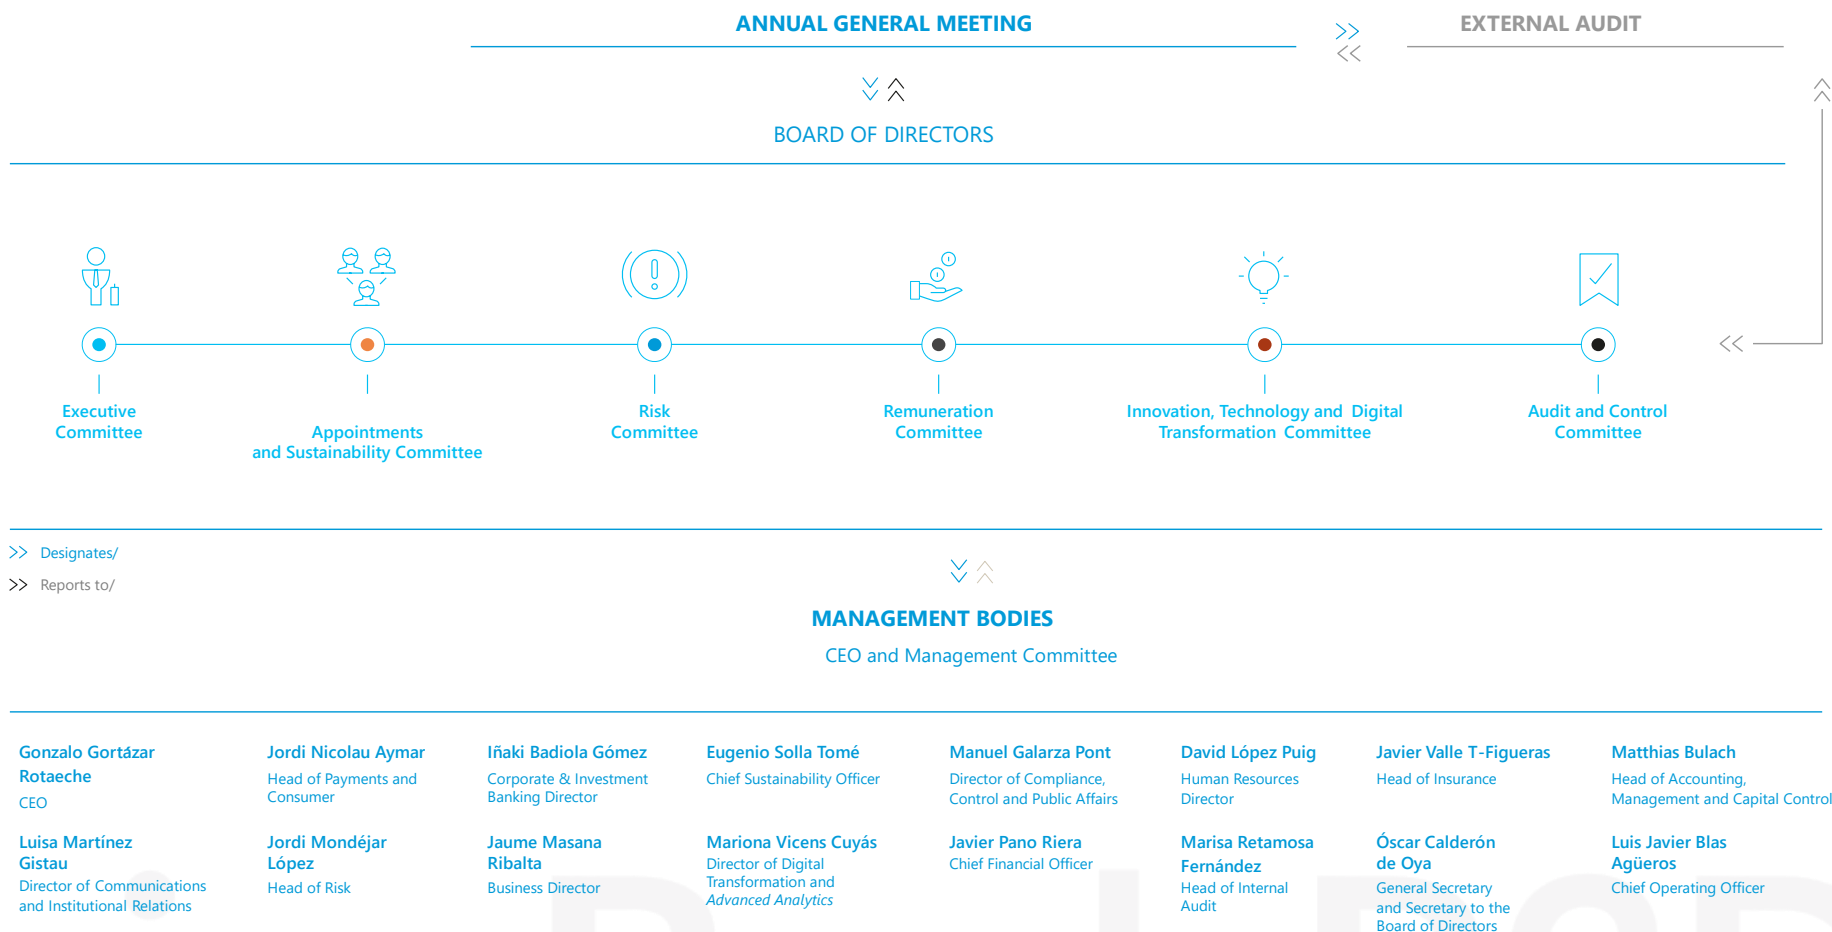 ANNUAL GENERAL MEETING
EXTERNAL AUDIT
BOARD OF DIRECTORS
Executive
Committee
Appointments
and Sustainability Committee
Risk
Committee
Remuneration
Committee
Innovation, Technology and Digital
Transformation Committee
Audit and Control
Committee
>> Designates/
>> Reports to/
MANAGEMENT BODIES
CEO and Management Committee
Gonzalo Gortázar
Rotaeche
CEO
Jordi Nicolau Aymar
Head of Payments and
Consumer
Iñaki Badiola Gómez
Corporate & Investment
Banking Director
Eugenio Solla Tomé
Chief Sustainability Officer
Manuel Galarza Pont
Director of Compliance,
Control and Public Affairs
David López Puig
Human Resources
Director
Javier Valle T-Figueras
Head of Insurance
Matthias Bulach
Head of Accounting,
Management and Capital Control
Luisa Martínez
Gistau
Director of Communications
and Institutional Relations
Jordi Mondéjar
López
Head of Risk
Jaume Masana
Ribalta
Business Director
Mariona Vicens Cuyás
Director of Digital
Transformation and
Advanced Analytics
Javier Pano Riera
Chief Financial Officer
Marisa Retamosa
Fernández
Head of Internal
Audit
Óscar Calderón
de Oya
General Secretary
and Secretary to the
Board of Directors
Luis Javier Blas
Agüeros
Chief Operating Officer